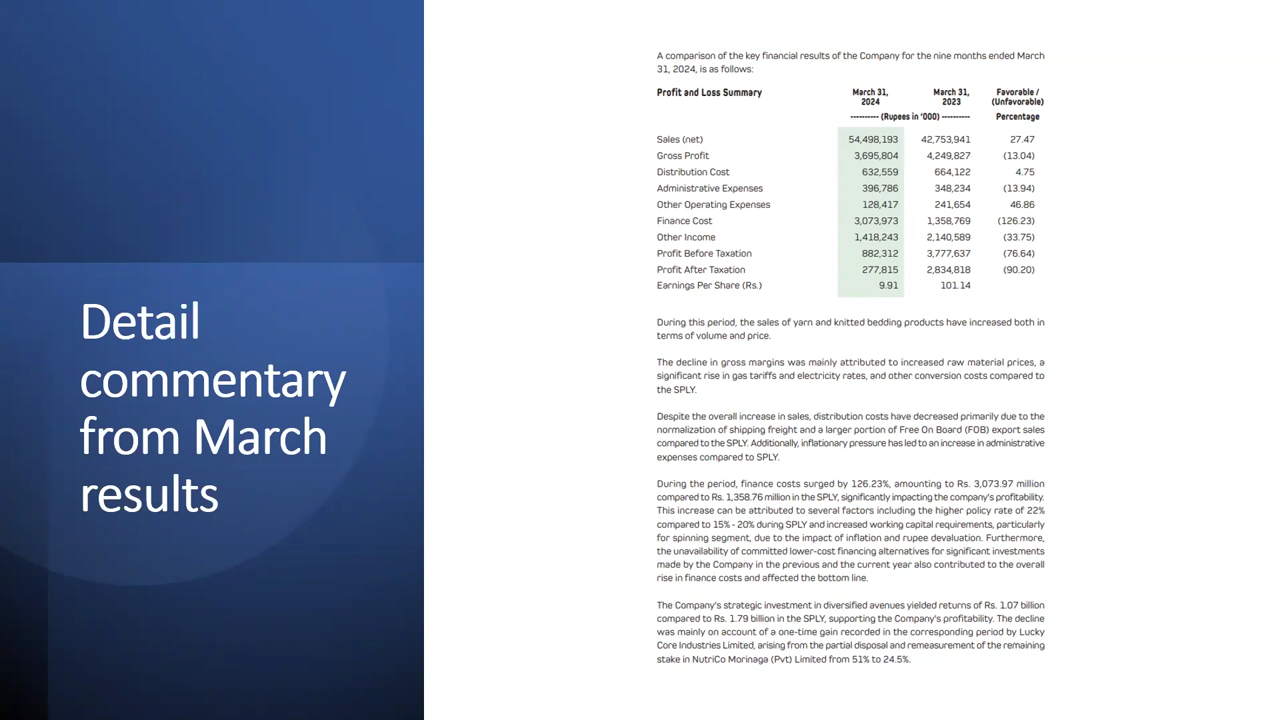 Detail
commentary
from March
results
A comparison of the key financial results of the Company for the nine months ended March
31, 2024, is as follows:
Profit and Loss Summary March 31, 2024 March 31, 2023 Favorable / (Unfavorable)
---------- (Rupees in '000) ---------- Percentage
Sales (net) 54,498,193 42,753,941 27.47
Gross Profit 3,695,804 4,249,827 (13.04)
Distribution Cost 632,559 664,122 4.75
Administrative Expenses 396,786 348,234 (13.94)
Other Operating Expenses 128,417 241,654 46.86
Finance Cost 3,073,973 1,358,769 (126.23)
Other Income 1,418,243 2,140,589 (33.75)
Profit Before Taxation 882,312 3,777,637 (76.64)
Profit After Taxation 277,815 2,834,818 (90.20)
Earnings Per Share (Rs.) 9.91 101.14
During this period, the sales of yarn and knitted bedding products have increased both in
terms of volume and price.
The decline in gross margins was mainly attributed to increased raw material prices, a
significant rise in gas tariffs and electricity rates, and other conversion costs compared to
the SPLY.
Despite the overall increase in sales, distribution costs have decreased primarily due to the
normalization of shipping freight and a larger portion of Free On Board (FOB) export sales
compared to the SPLY. Additionally, inflationary pressure has led to an increase in administrative
expenses compared to SPLY.
During the period, finance costs surged by 126.23%, amounting to Rs. 3,073.97 million
compared to Rs. 1,358.76 million in the SPLY, significantly impacting the company's profitability.
This increase can be attributed to several factors including the higher policy rate of 22%
compared to 15% - 20% during SPLY and increased working capital requirements, particularly
for spinning segment, due to the impact of inflation and rupee devaluation. Furthermore,
the unavailability of committed lower-cost financing alternatives for significant investments
made by the Company in the previous and the current year also contributed to the overall
rise in finance costs and affected the bottom line.
The Company's strategic investment in diversified avenues yielded returns of Rs. 1.07 billion
compared to Rs. 1.79 billion in the SPLY, supporting the Company's profitability. The decline
was mainly on account of a one-time gain recorded in the corresponding period by Lucky
Core Industries Limited, arising from the partial disposal and remeasurement of the remaining
stake in NutriCo Morinaga (Pvt) Limited from 51% to 24.5%.